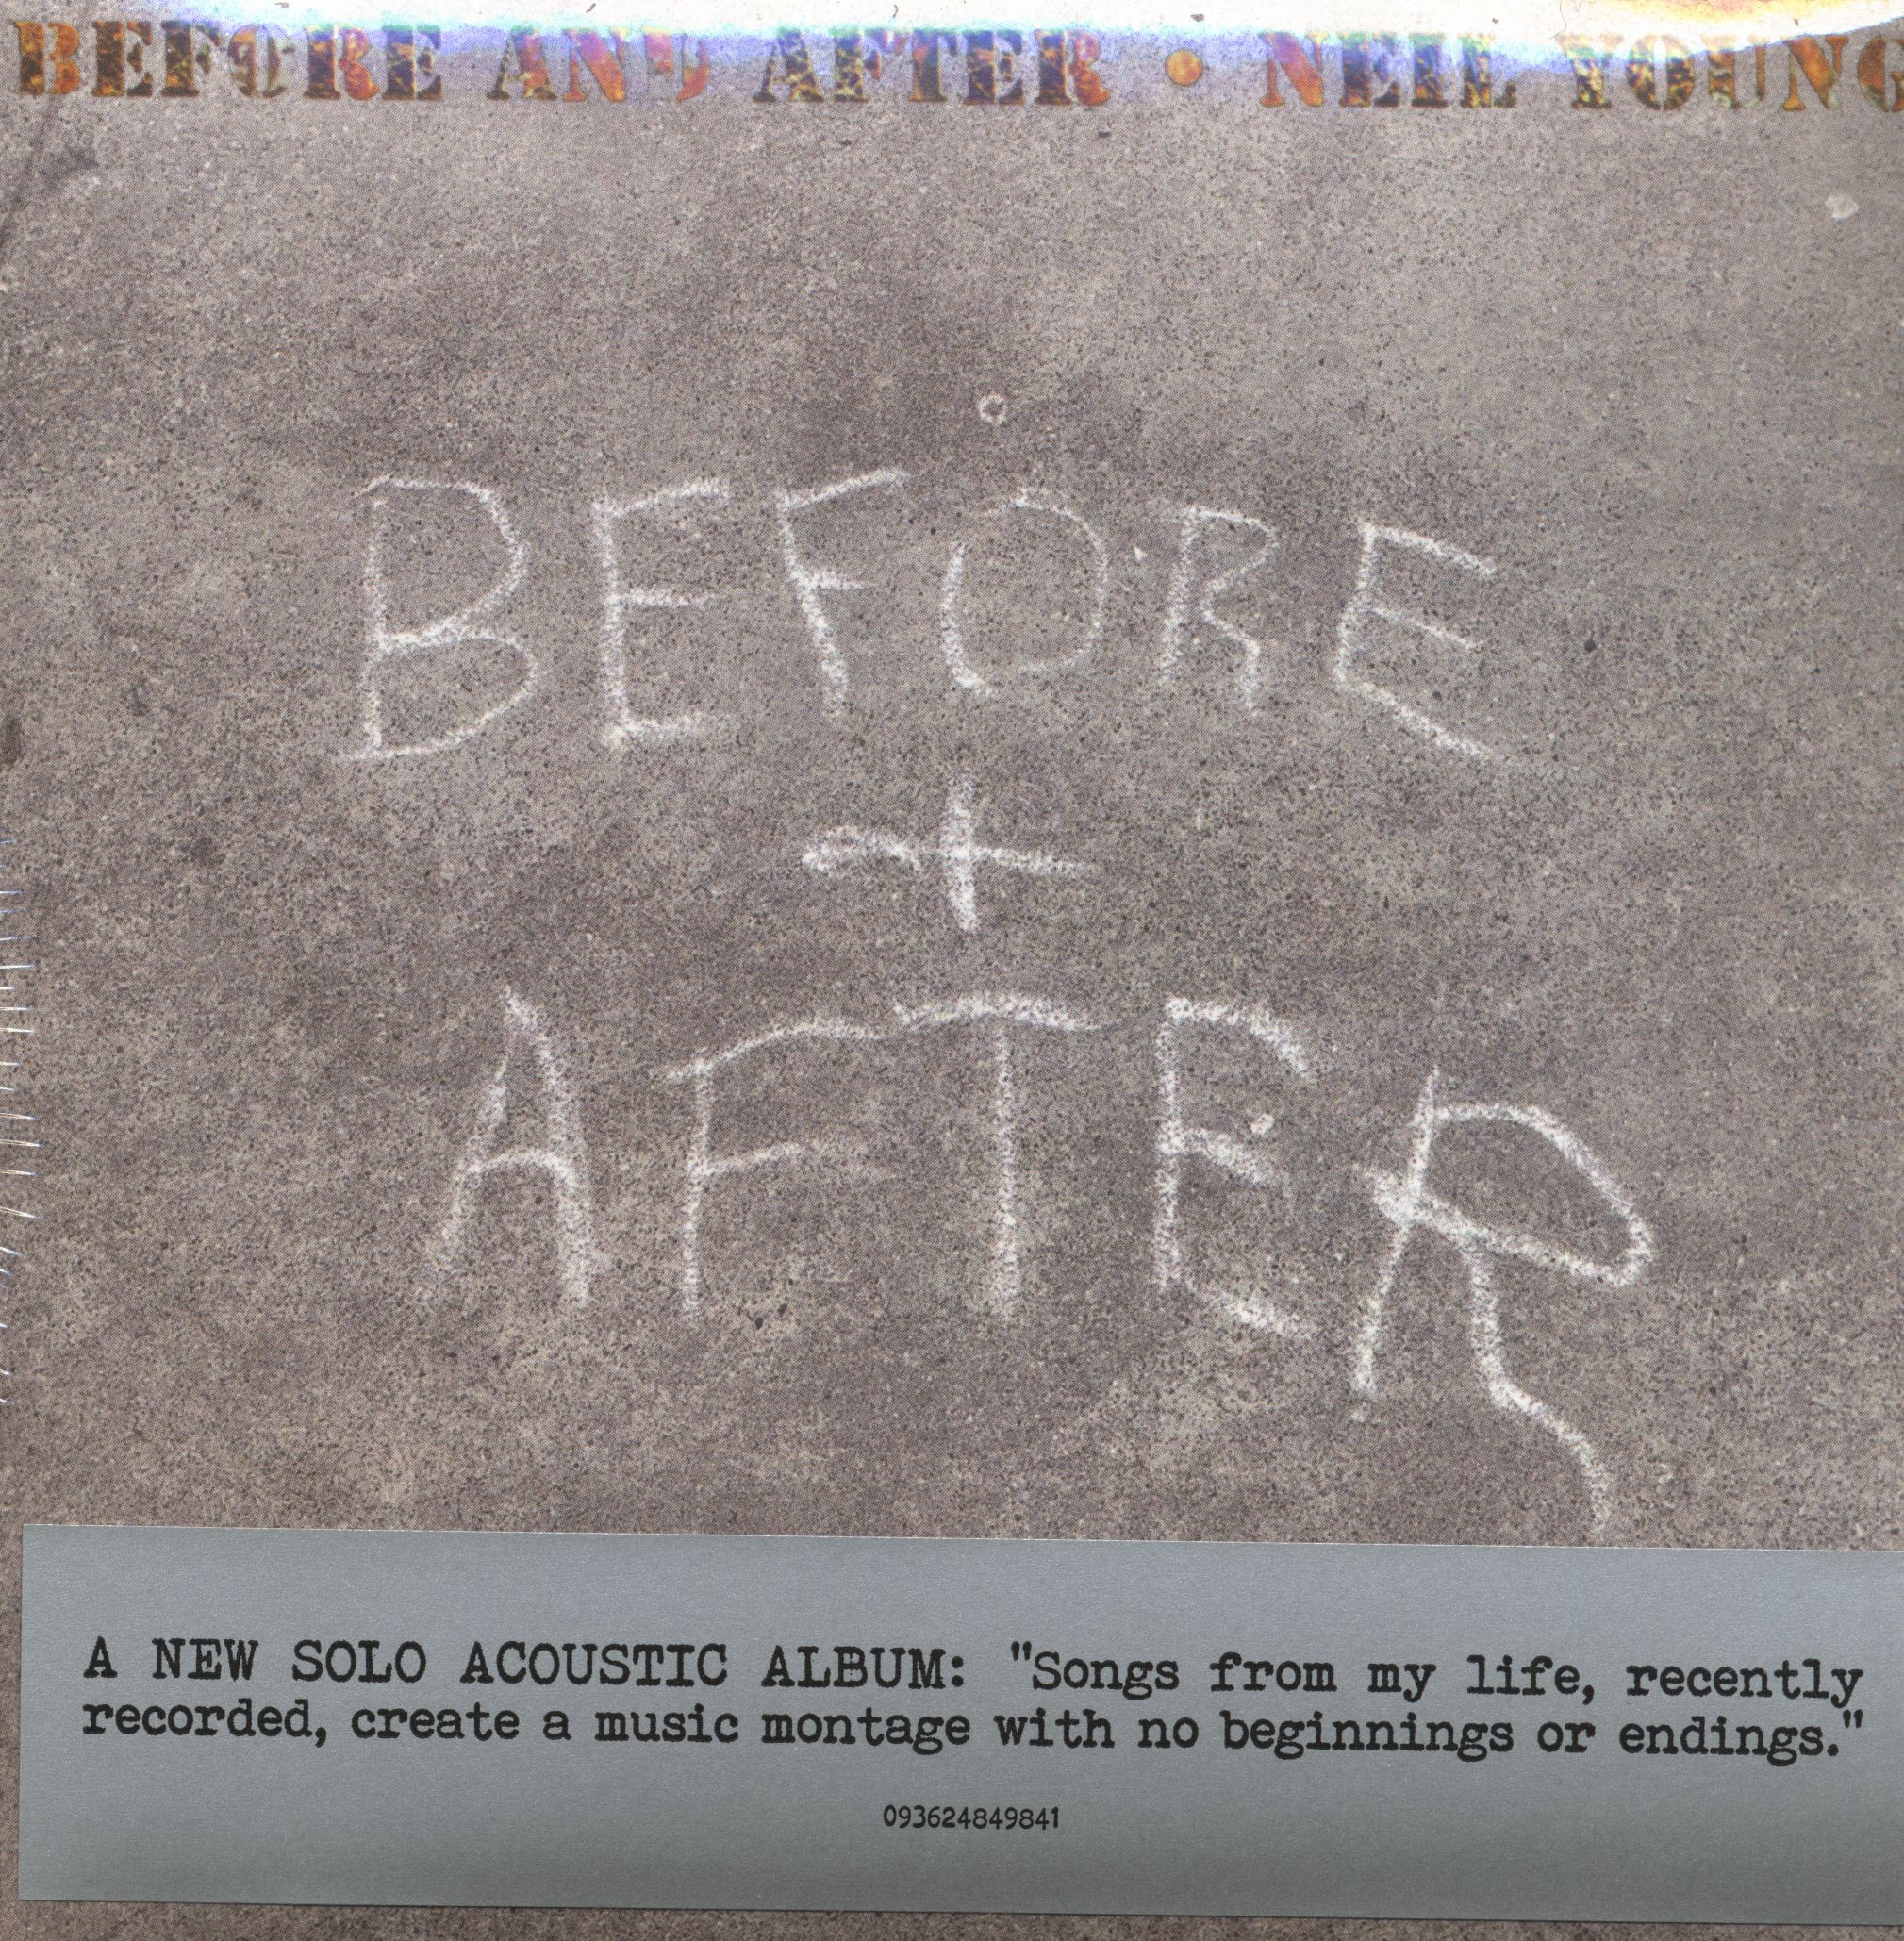 BEFORE AND AFTER • NEIL YOUNG
BEFORE
+
AFTER
A NEW SOLO ACOUSTIC ALBUM: "Songs from my life, recently
recorded, create a music montage with no beginnings or endings."
093624849841